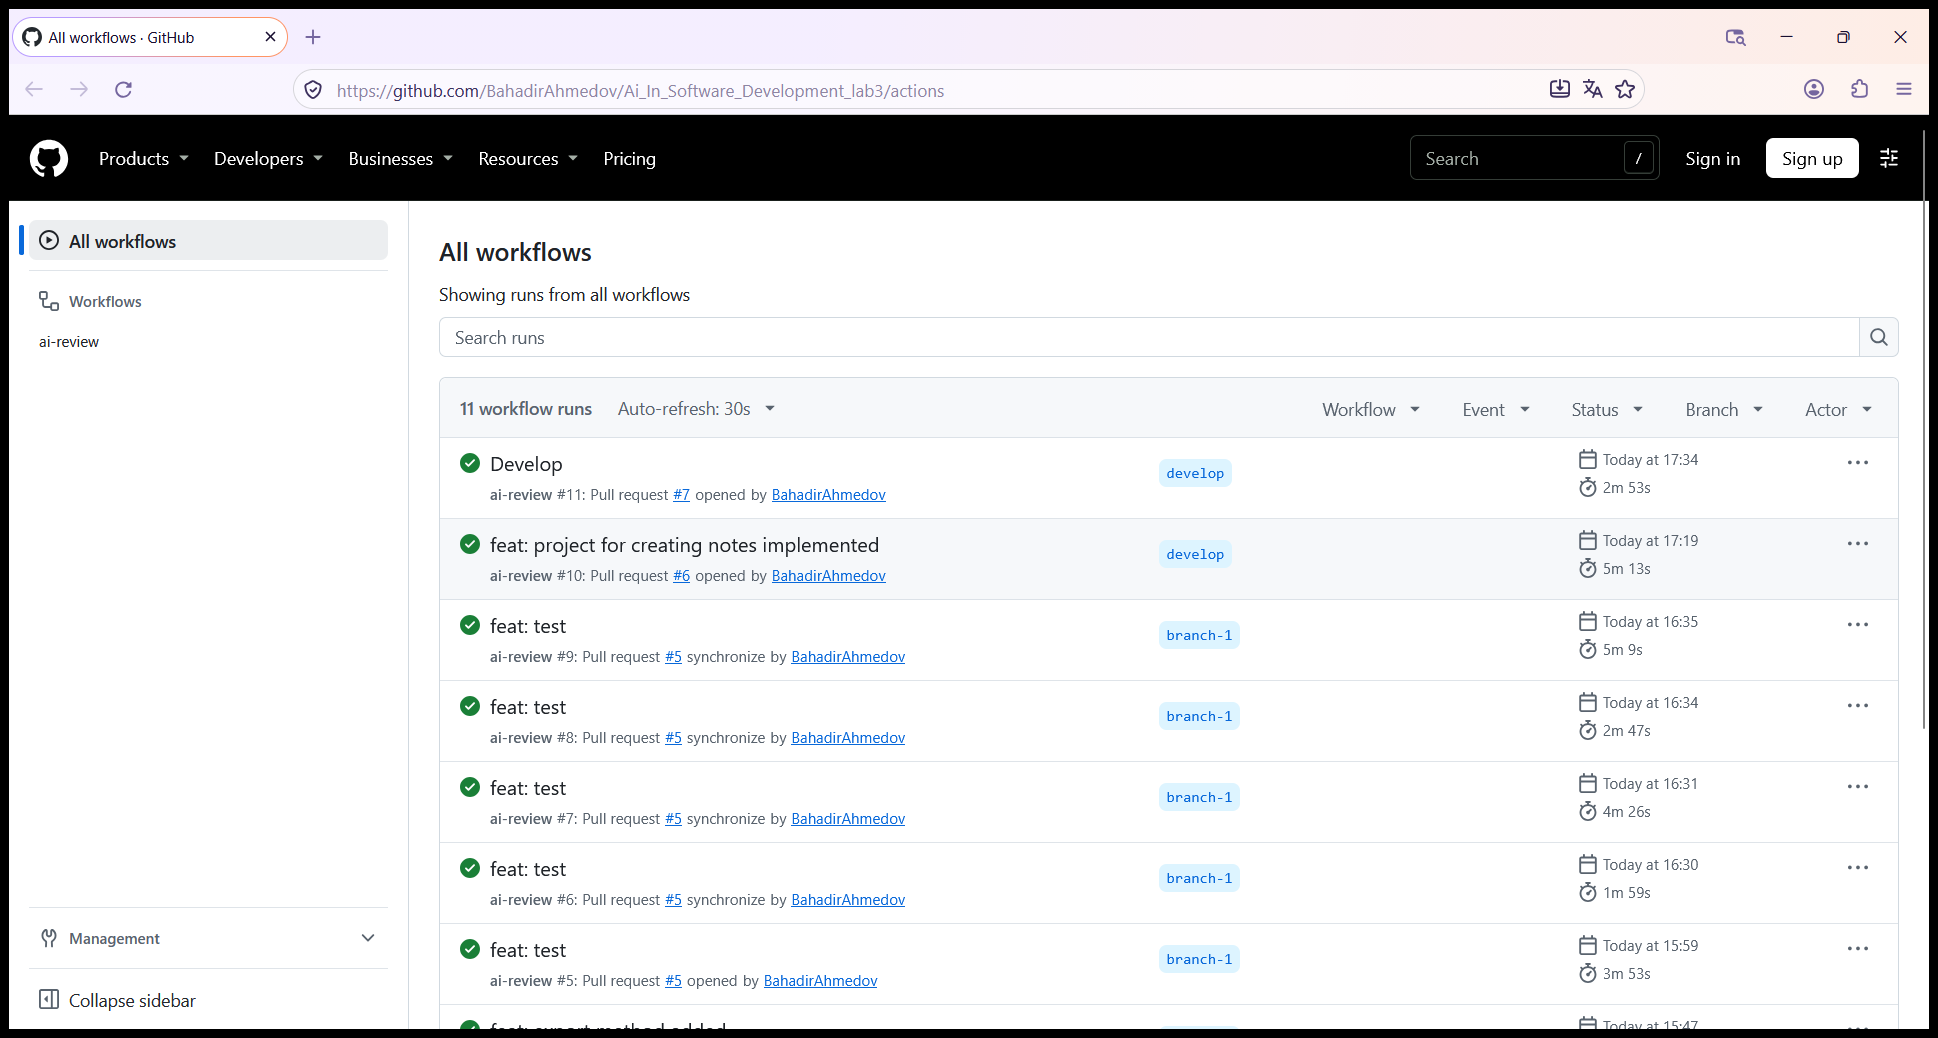 All workflows · GitHub
https://github.com/BahadirAhmedov/Ai_In_Software_Development_lab3/actions
Products
Developers
Businesses
Resources
Pricing
Search /
Sign in
Sign up
All workflows
Workflows
ai-review
Management
Collapse sidebar
All workflows
Showing runs from all workflows
Search runs
11 workflow runs
Auto-refresh: 30s
Workflow
Event
Status
Branch
Actor
Develop
ai-review #11: Pull request #7 opened by BahadirAhmedov
develop
Today at 17:34
2m 53s
feat: project for creating notes implemented
ai-review #10: Pull request #6 opened by BahadirAhmedov
develop
Today at 17:19
5m 13s
feat: test
ai-review #9: Pull request #5 synchronize by BahadirAhmedov
branch-1
Today at 16:35
5m 9s
feat: test
ai-review #8: Pull request #5 synchronize by BahadirAhmedov
branch-1
Today at 16:34
2m 47s
feat: test
ai-review #7: Pull request #5 synchronize by BahadirAhmedov
branch-1
Today at 16:31
4m 26s
feat: test
ai-review #6: Pull request #5 synchronize by BahadirAhmedov
branch-1
Today at 16:30
1m 59s
feat: test
ai-review #5: Pull request #5 opened by BahadirAhmedov
branch-1
Today at 15:59
3m 53s
feat: export method added
Today at 15:47